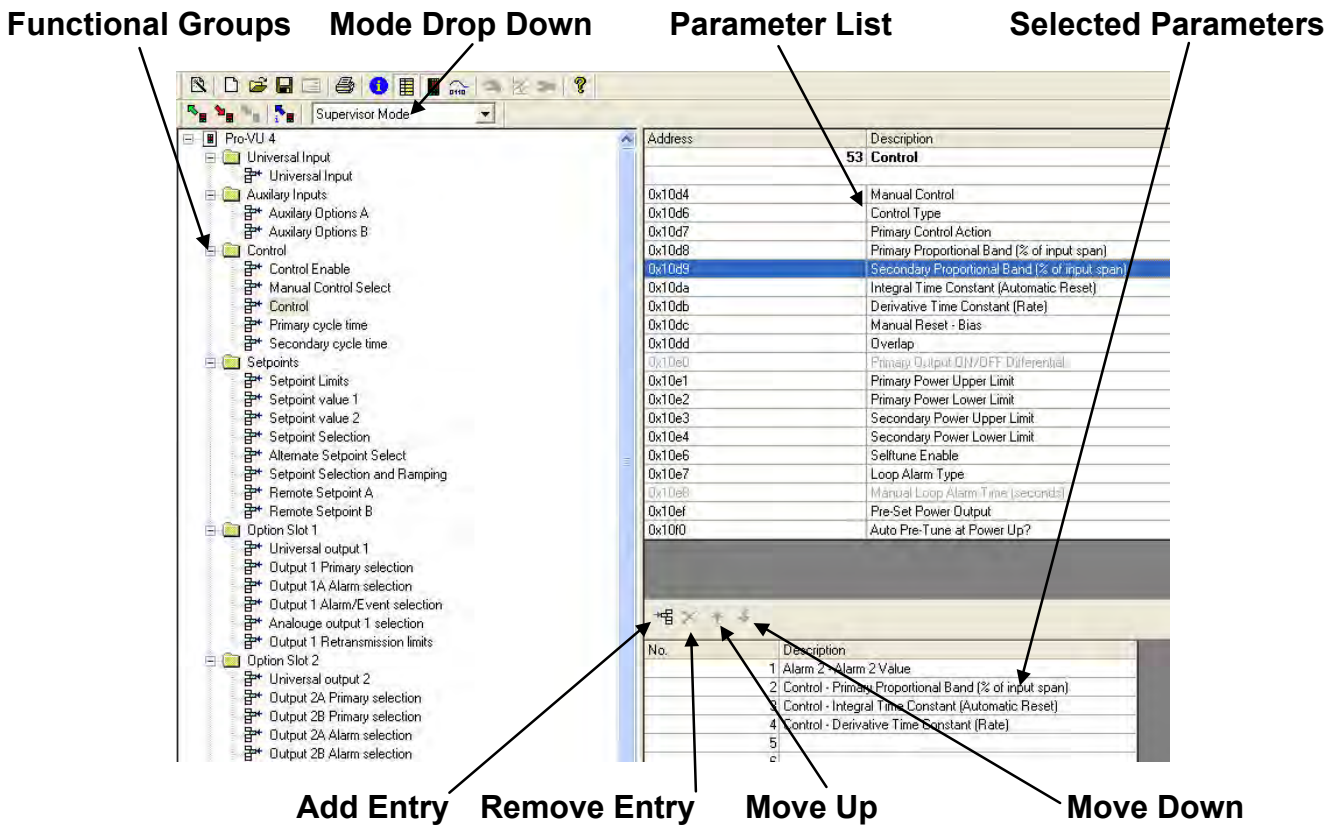 Functional Groups Mode Drop Down Parameter List Selected Parameters
Supervisor Mode
Pro-VU 4
Universal Input
Universal Input
Auxilary Inputs
Auxilary Options A
Auxilary Options B
Control
Control Enable
Manual Control Select
Control
Primary cycle time
Secondary cycle time
Setpoints
Setpoint Limits
Setpoint value 1
Setpoint value 2
Setpoint Selection
Alternate Setpoint Select
Setpoint Selection and Ramping
Remote Setpoint A
Remote Setpoint B
Option Slot 1
Universal output 1
Output 1 Primary selection
Output 1A Alarm selection
Output 1 Alarm/Event selection
Analouge output 1 selection
Output 1 Retransmission limits
Option Slot 2
Universal output 2
Output 2A Primary selection
Output 2B Primary selection
Output 2A Alarm selection
Output 2B Alarm selection
Address Description
53 Control
0x10d4 Manual Control
0x10d6 Control Type
0x10d7 Primary Control Action
0x10d8 Primary Proportional Band (% of input span)
0x10d9 Secondary Proportional Band (% of input span)
0x10da Integral Time Constant (Automatic Reset)
0x10db Derivative Time Constant (Rate)
0x10dc Manual Reset - Bias
0x10dd Overlap
0x10e0 Primary Output ON/OFF Differential
0x10e1 Primary Power Upper Limit
0x10e2 Primary Power Lower Limit
0x10e3 Secondary Power Upper Limit
0x10e4 Secondary Power Lower Limit
0x10e6 Selftune Enable
0x10e7 Loop Alarm Type
0x10e8 Manual Loop Alarm Time (seconds)
0x10ef Pre-Set Power Output
0x10f0 Auto Pre-Tune at Power Up?
No. Description
1 Alarm 2 - Alarm 2 Value
2 Control - Primary Proportional Band (% of input span)
3 Control - Integral Time Constant (Automatic Reset)
4 Control - Derivative Time Constant (Rate)
5
6
Add Entry Remove Entry Move Up Move Down